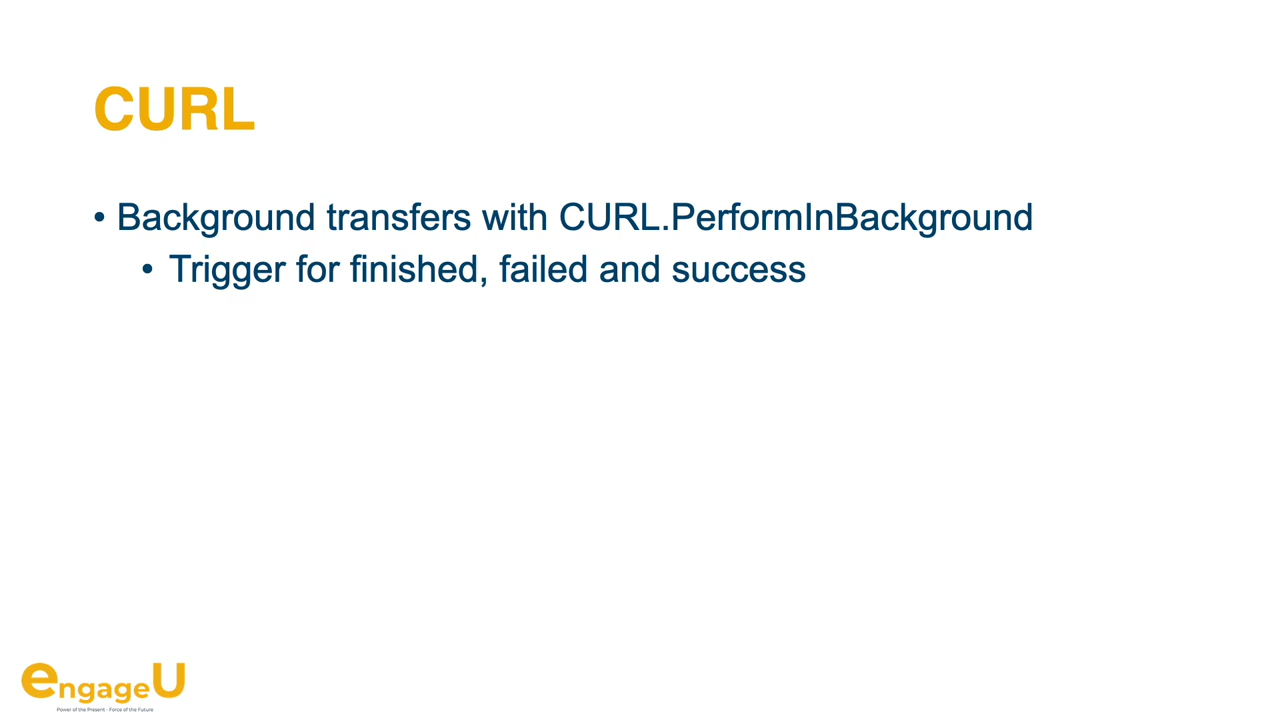 CURL
• Background transfers with CURL.PerformInBackground
• Trigger for finished, failed and success
engageU
Power of the Present - Force of the Future